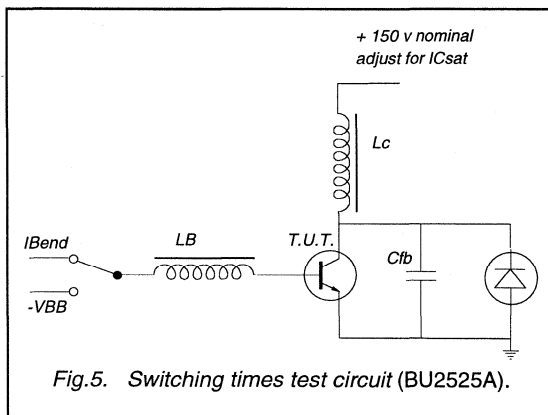 + 150 v nominal
adjust for ICsat
Lc
IBend
LB
T.U.T.
Cfb
-VBB
Fig.5. Switching times test circuit (BU2525A).